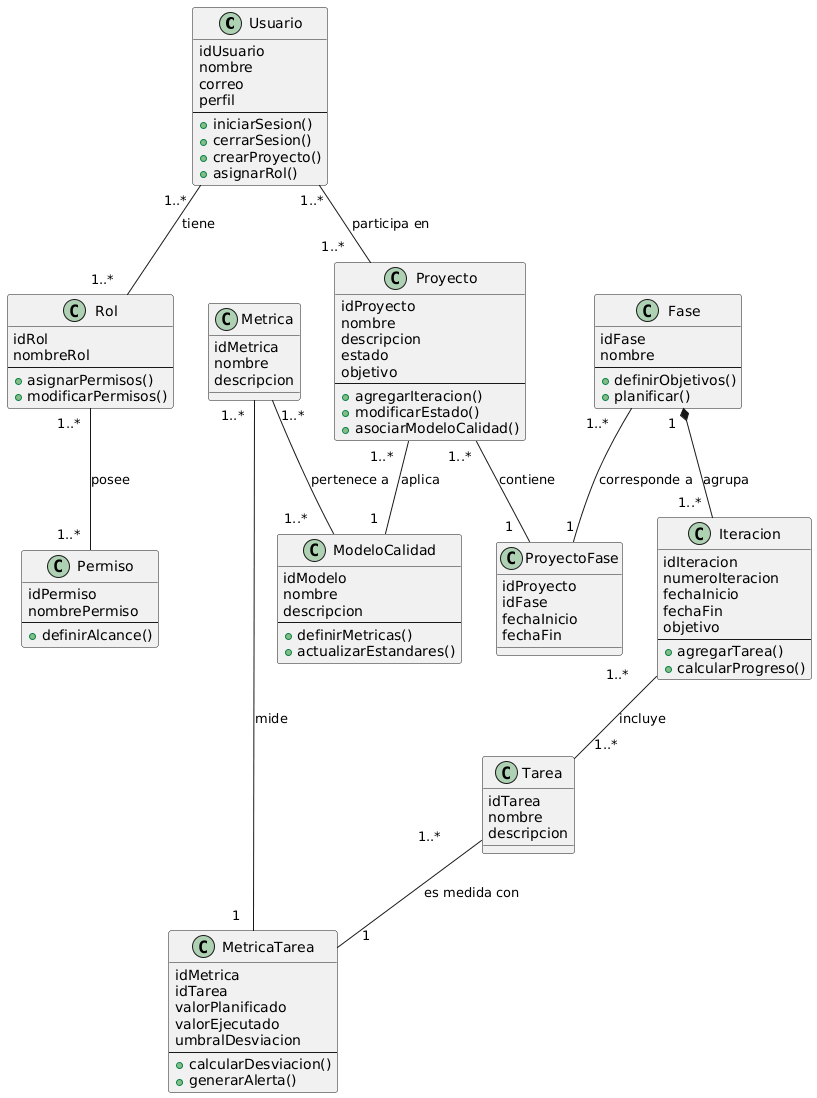 C Usuario
idUsuario
nombre
correo
perfil
iniciarSesion()
cerrarSesion()
crearProyecto()
asignarRol()
1..*
1..*
tiene
participa en
1..*
1..*
C Rol
idRol
nombreRol
asignarPermisos()
modificarPermisos()
C Metrica
idMetrica
nombre
descripcion
C Proyecto
idProyecto
nombre
descripcion
estado
objetivo
agregarIteracion()
modificarEstado()
asociarModeloCalidad()
C Fase
idFase
nombre
definirObjetivos()
planificar()
1..*
1..*
1..*
1..*
1..*
1..*
1
posee
pertenece a
aplica
contiene
corresponde a
agrupa
1..*
1..*
1
1
1
1..*
C Permiso
idPermiso
nombrePermiso
definirAlcance()
C ModeloCalidad
idModelo
nombre
descripcion
definirMetricas()
actualizarEstandares()
C ProyectoFase
idProyecto
idFase
fechaInicio
fechaFin
C Iteracion
idIteracion
numeroIteracion
fechaInicio
fechaFin
objetivo
agregarTarea()
calcularProgreso()
1..*
mide
incluye
1..*
C Tarea
idTarea
nombre
descripcion
1..*
es medida con
1
1
C MetricaTarea
idMetrica
idTarea
valorPlanificado
valorEjecutado
umbralDesviacion
calcularDesviacion()
generarAlerta()